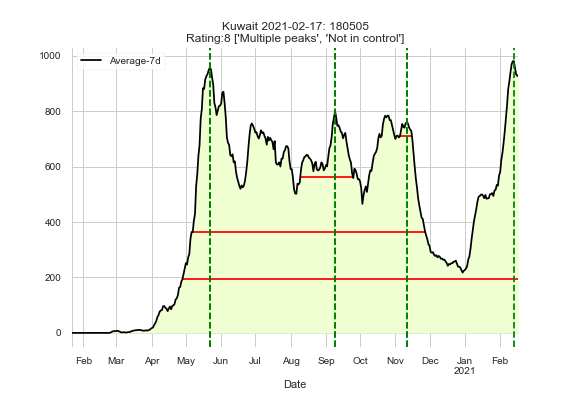 Kuwait 2021-02-17: 180505
Rating:8 ['Multiple peaks', 'Not in control']
Average-7d
1000
800
600
400
200
0
Feb Mar Apr May Jun Jul Aug Sep Oct Nov Dec Jan Feb
2021
Date